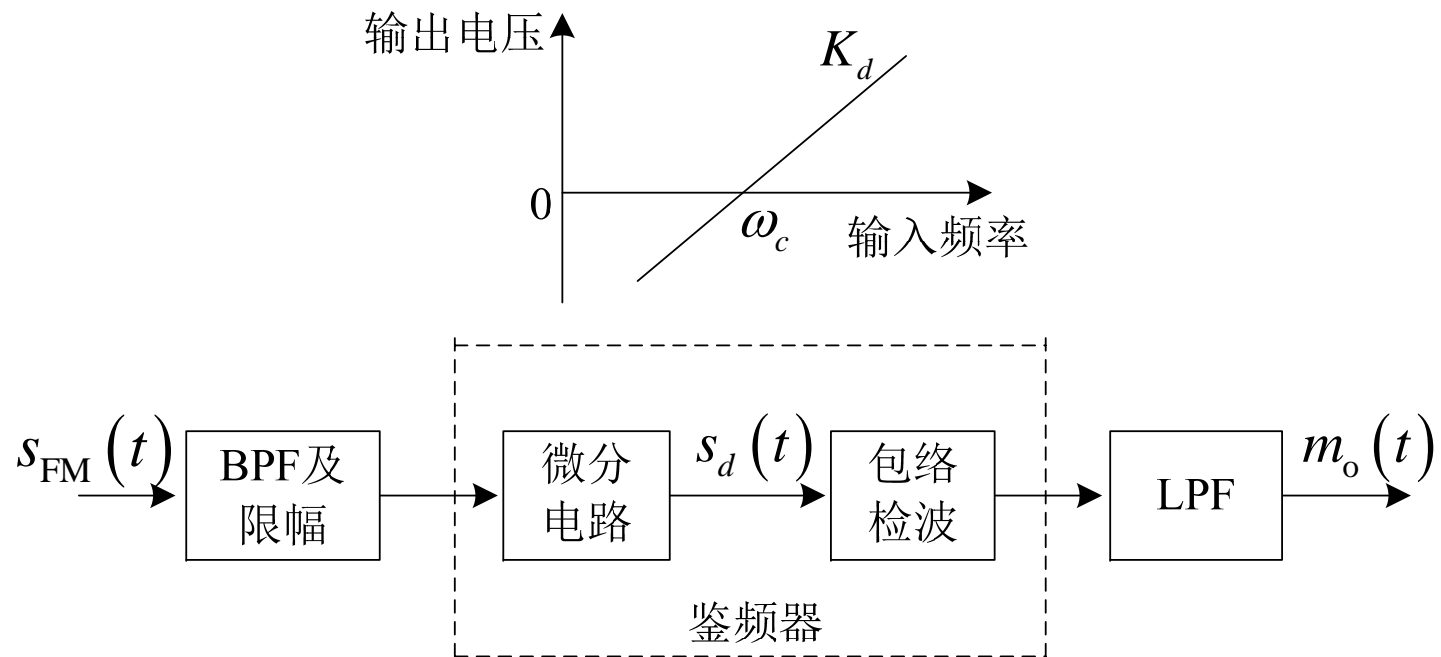 输出电压
K_d
0
ω_c
输入频率
s_FM(t)
BPF及
限幅
微分
电路
s_d(t)
包络
检波
LPF
m_o(t)
鉴频器